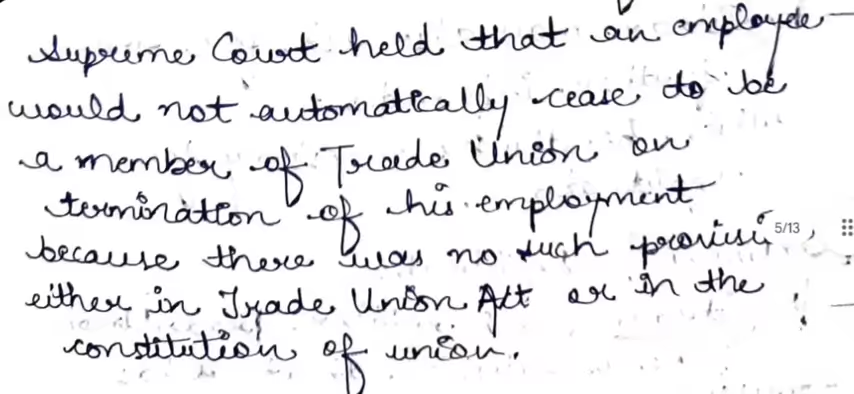 Supreme Court held that an employee
would not automatically cease to be
a member of Trade Union on
termination of his employment
because there was no such provisi 5/13
either in Trade Union Act or in the
constitution of union.